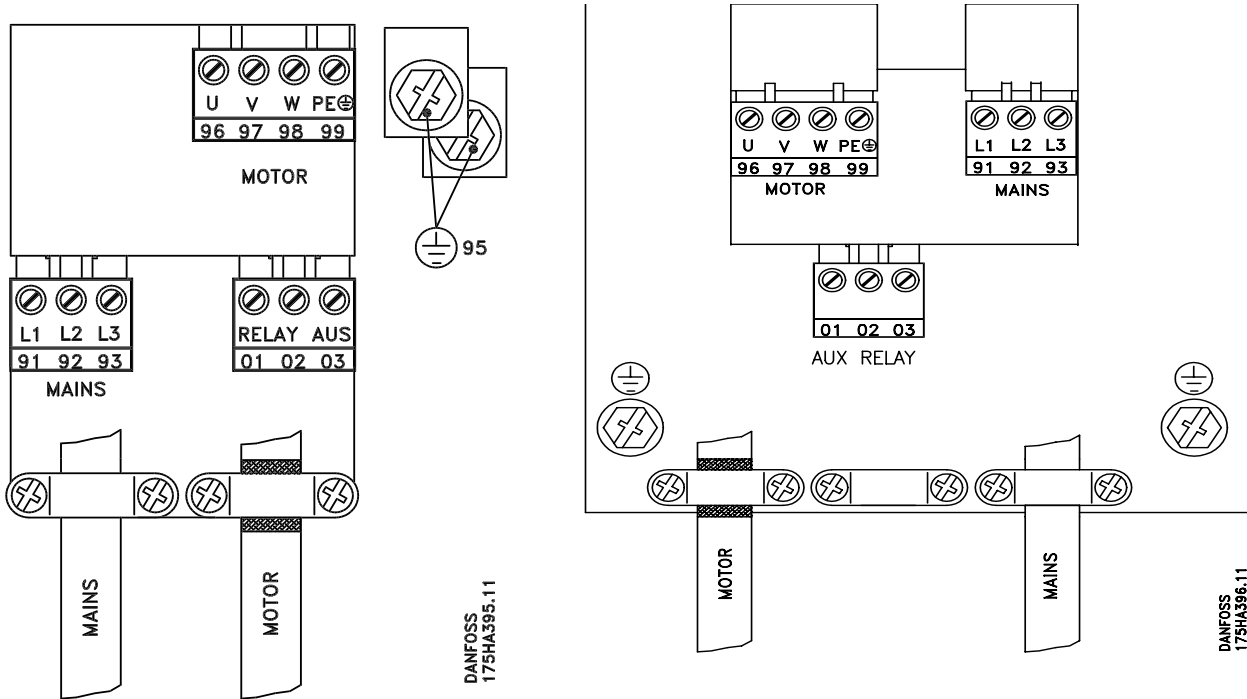 U V W PE
96 97 98 99
MOTOR
95
L1 L2 L3
91 92 93
MAINS
RELAY AUS
01 02 03
MAINS
MOTOR
DANFOSS
175HA395.11
U V W PE
96 97 98 99
MOTOR
L1 L2 L3
91 92 93
MAINS
01 02 03
AUX RELAY
MOTOR
MAINS
DANFOSS
175HA396.11